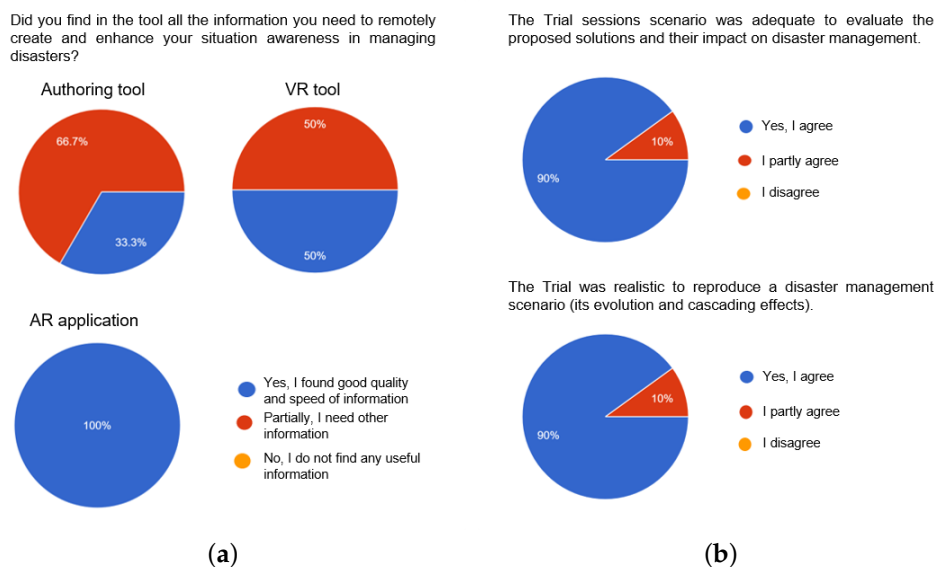 Did you find in the tool all the information you need to remotely
create and enhance your situation awareness in managing
disasters?
Authoring tool
VR tool
66.7%
33.3%
50%
50%
AR application
100%
Yes, I found good quality
and speed of information
Partially, I need other
information
No, I do not find any useful
information
(a)
The Trial sessions scenario was adequate to evaluate the
proposed solutions and their impact on disaster management.
90%
10%
Yes, I agree
I partly agree
I disagree
The Trial was realistic to reproduce a disaster management
scenario (its evolution and cascading effects).
90%
10%
Yes, I agree
I partly agree
I disagree
(b)